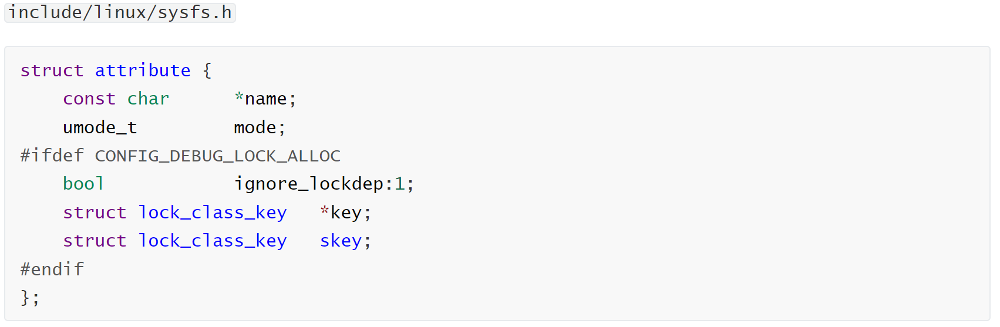 include/linux/sysfs.h
struct attribute {
    const char      *name;
    umode_t         mode;
#ifdef CONFIG_DEBUG_LOCK_ALLOC
    bool            ignore_lockdep:1;
    struct lock_class_key   *key;
    struct lock_class_key   skey;
#endif
};